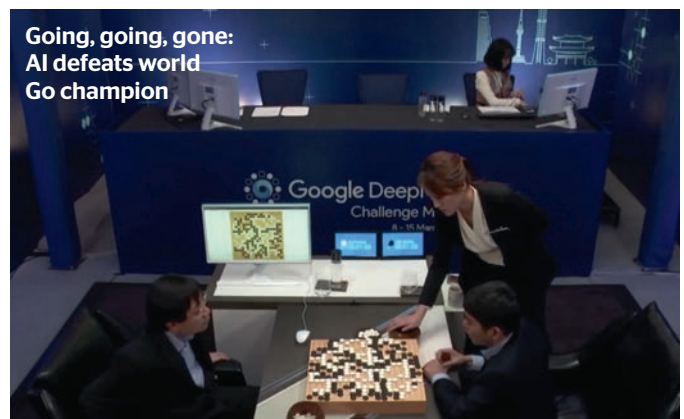 Going, going, gone:
AI defeats world
Go champion
Google Deep
Challenge M
8 - 15 Mar